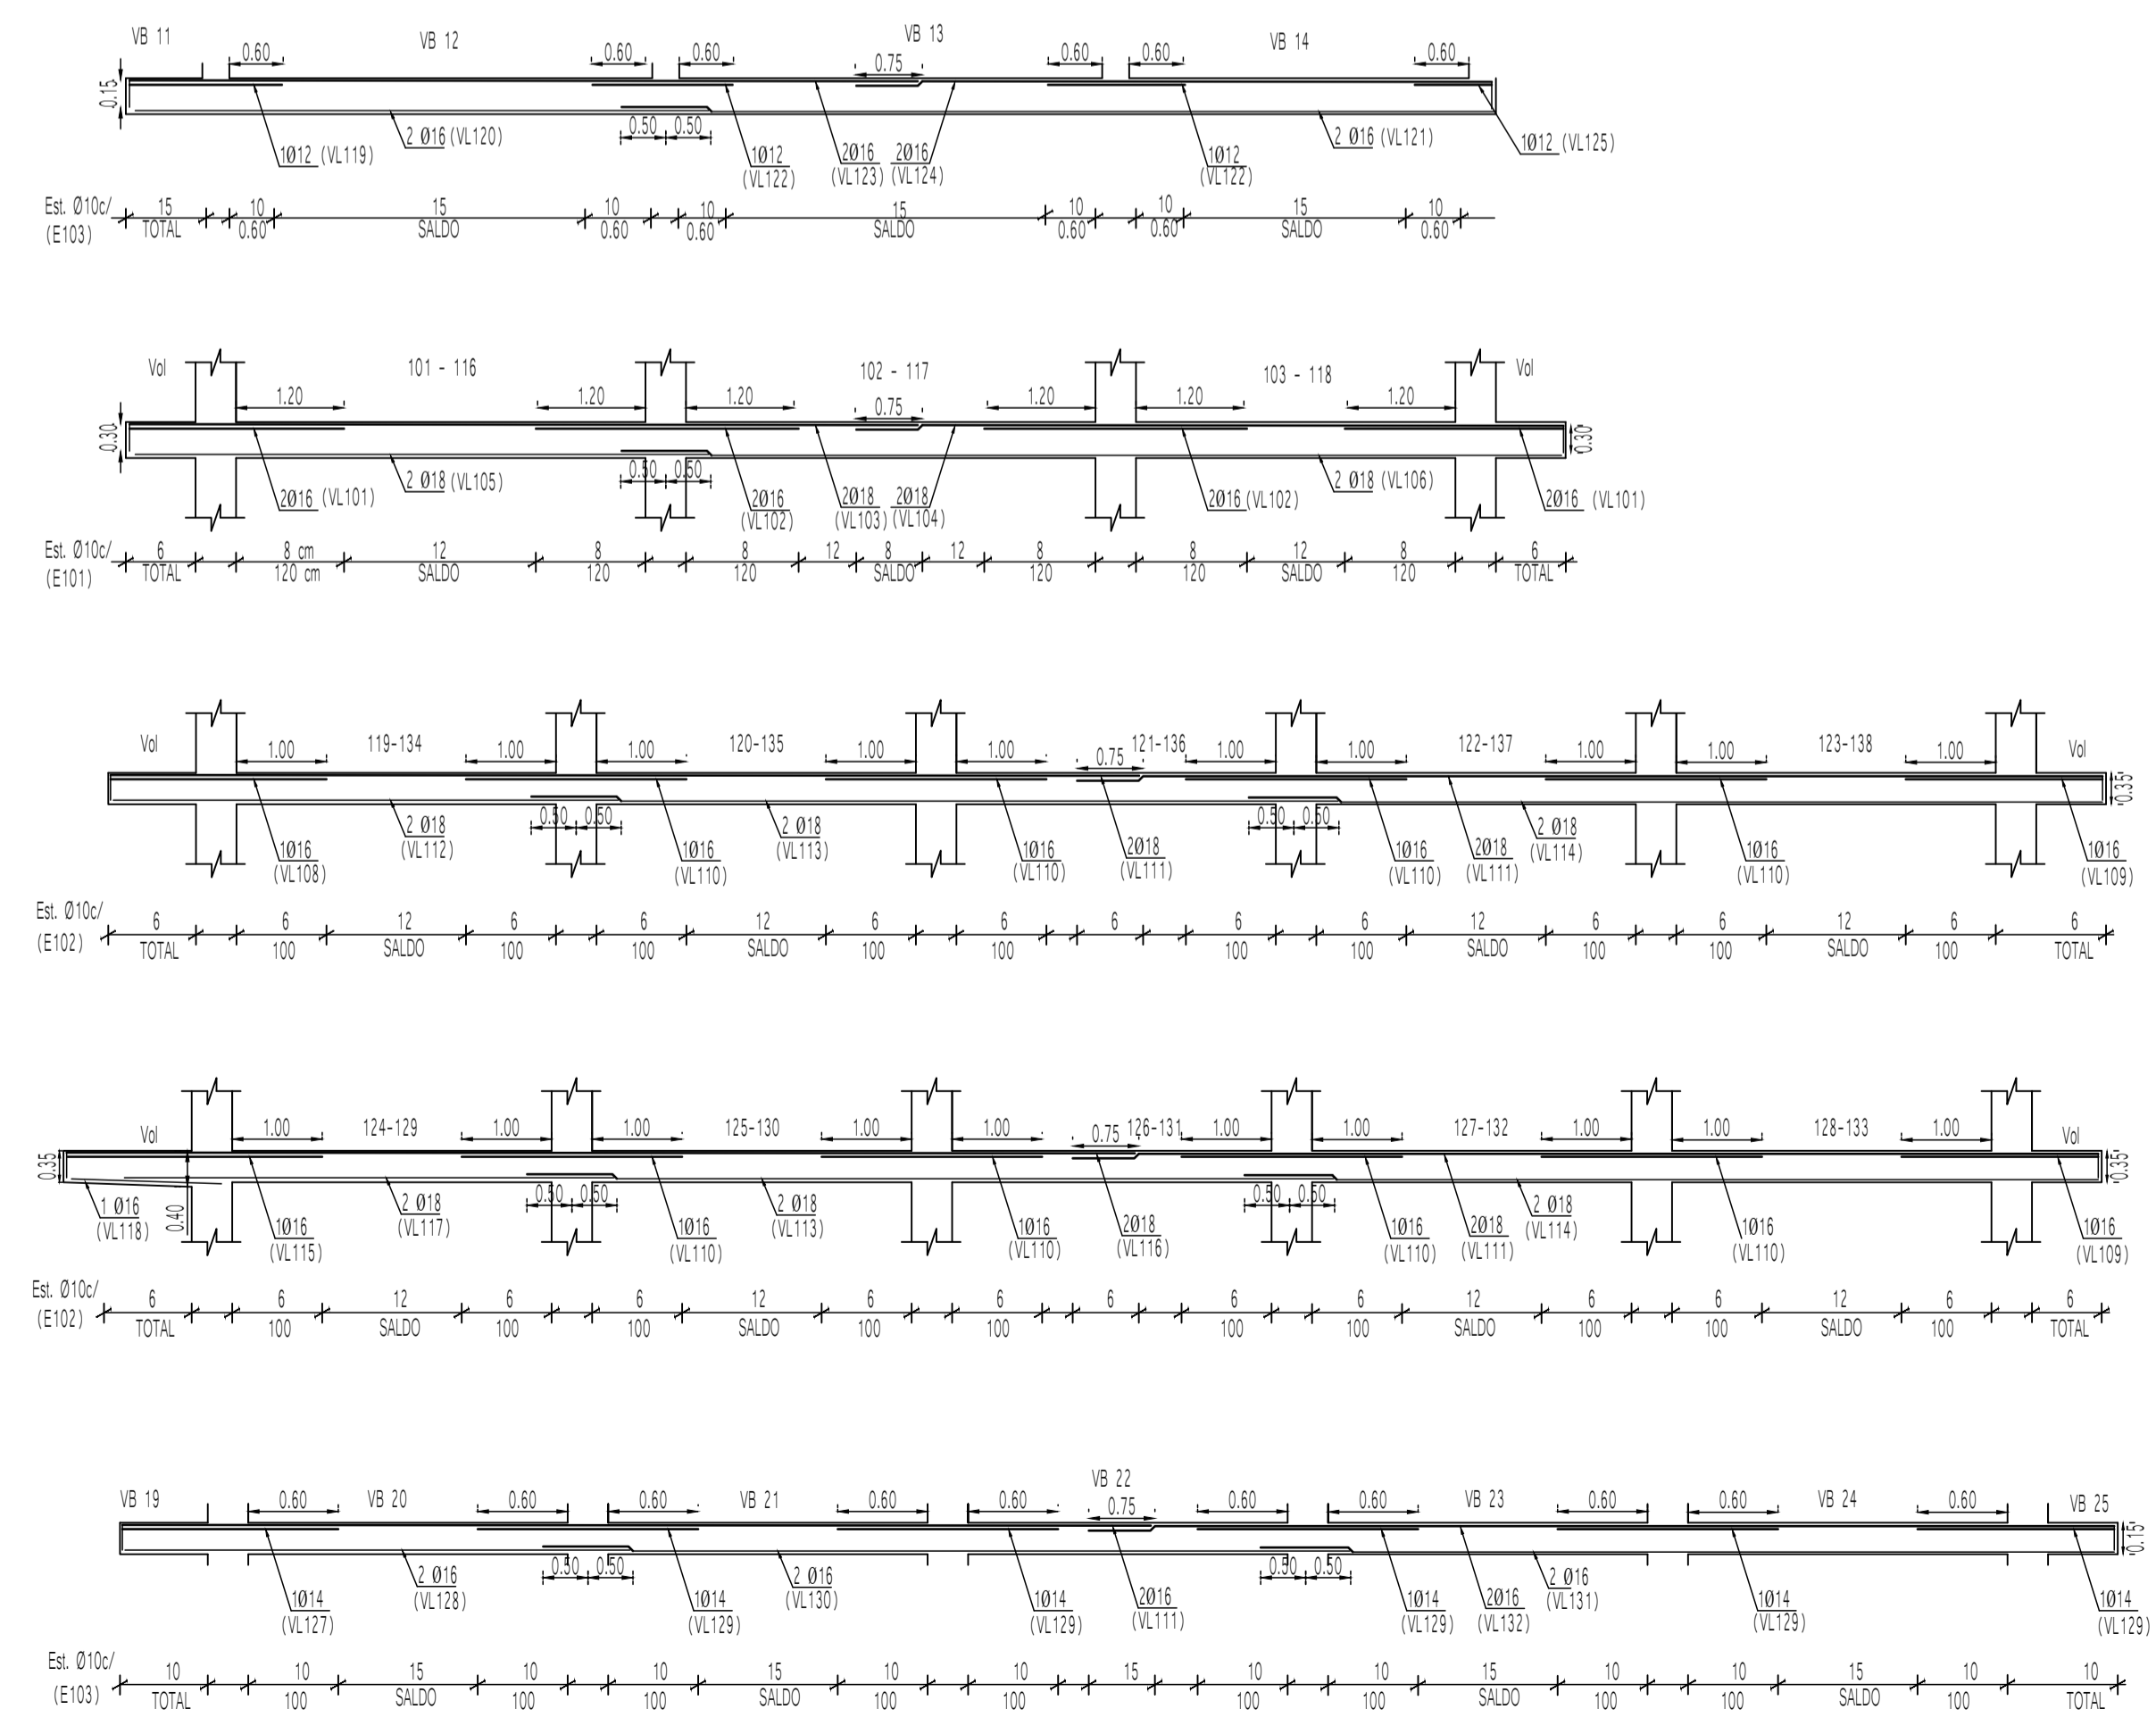 VB 11
VB 12
VB 13
VB 14
0.60 0.60 0.60 0.75 0.60 0.60 0.60
0.15
0.50 0.50
1Ø12 (VL119)
2 Ø16 (VL120)
1Ø12
(VL122)
2Ø16
(VL123)
2Ø16
(VL124)
1Ø12
(VL122)
2 Ø16 (VL121)
1Ø12 (VL125)
Est. Ø10c/ 15 10 15 10 10 15 10 10 15 10
(E103) TOTAL 0.60 SALDO 0.60 0.60 SALDO 0.60 0.60 SALDO 0.60
Vol 101 - 116 102 - 117 103 - 118 Vol
1.20 1.20 1.20 0.75 1.20 1.20 1.20
0.30 0.30
0.50 0.50
2Ø16 (VL101)
2 Ø18 (VL105)
2Ø16
(VL102)
2Ø18
(VL103)
2Ø18
(VL104)
2Ø16 (VL102)
2 Ø18 (VL106)
2Ø16 (VL101)
Est. Ø10c/ 6 8 cm 12 8 8 12 8 12 8 8 12 8 6
(E101) TOTAL 120 cm SALDO 120 120 SALDO 120 120 SALDO 120 TOTAL
Vol 119-134 120-135 121-136 122-137 123-138 Vol
1.00 1.00 1.00 1.00 1.00 0.75 1.00 1.00 1.00 1.00 1.00
0.35
0.50 0.50 0.50 0.50
1Ø16
(VL108)
2 Ø18
(VL112)
1Ø16
(VL110)
2 Ø18
(VL113)
1Ø16
(VL110)
2Ø18
(VL111)
1Ø16
(VL110)
2Ø18
(VL111)
2 Ø18
(VL114)
1Ø16
(VL110)
1Ø16
(VL109)
Est. Ø10c/ 6 6 12 6 6 12 6 6 6 6 6 12 6 6 12 6 6
(E102) TOTAL 100 SALDO 100 100 SALDO 100 100 100 100 SALDO 100 100 SALDO 100 TOTAL
Vol 124-129 125-130 126-131 127-132 128-133 Vol
1.00 1.00 1.00 1.00 1.00 0.75 1.00 1.00 1.00 1.00 1.00
0.35 0.40 0.35
0.50 0.50 0.50 0.50
1 Ø16
(VL118)
1Ø16
(VL115)
2 Ø18
(VL117)
1Ø16
(VL110)
2 Ø18
(VL113)
1Ø16
(VL110)
2Ø18
(VL116)
1Ø16
(VL110)
2Ø18
(VL111)
2 Ø18
(VL114)
1Ø16
(VL110)
1Ø16
(VL109)
Est. Ø10c/ 6 6 12 6 6 12 6 6 6 6 6 12 6 6 12 6 6
(E102) TOTAL 100 SALDO 100 100 SALDO 100 100 100 100 SALDO 100 100 SALDO 100 TOTAL
VB 19 VB 20 VB 21 VB 22 VB 23 VB 24 VB 25
0.60 0.60 0.60 0.60 0.60 0.75 0.60 0.60 0.60 0.60 0.60
0.15
0.50 0.50 0.50 0.50
1Ø14
(VL127)
2 Ø16
(VL128)
1Ø14
(VL129)
2 Ø16
(VL130)
1Ø14
(VL129)
2Ø16
(VL111)
1Ø14
(VL129)
2Ø16
(VL132)
2 Ø16
(VL131)
1Ø14
(VL129)
1Ø14
(VL129)
Est. Ø10c/ 10 10 15 10 10 15 10 10 15 10 10 15 10 10 15 10 10
(E103) TOTAL 100 SALDO 100 100 SALDO 100 100 100 100 SALDO 100 100 SALDO 100 TOTAL